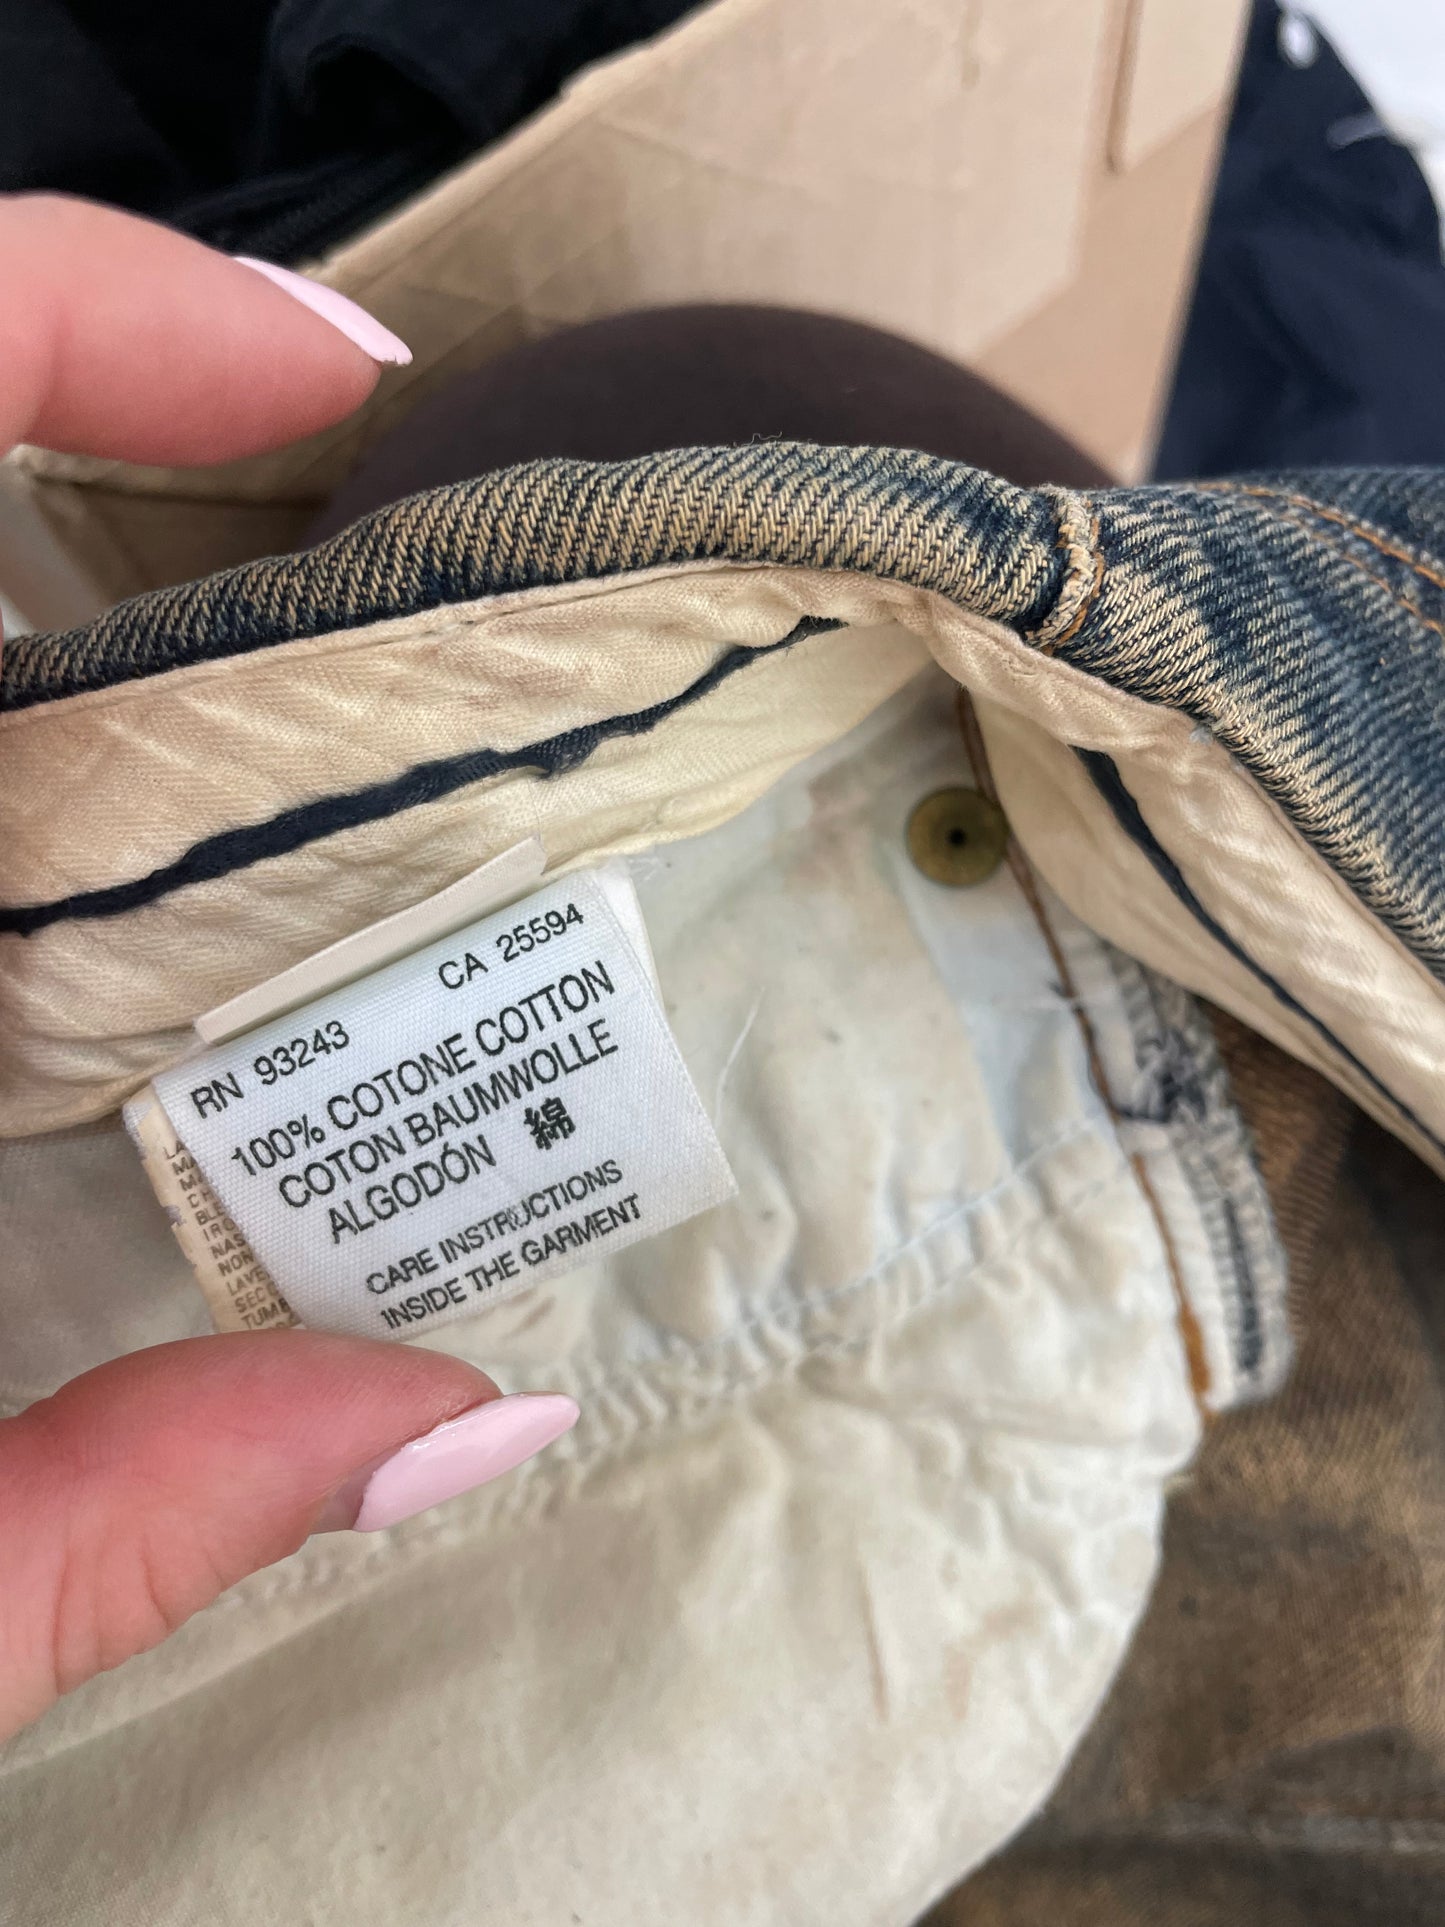 RN 93243 CA 25594
100% COTONE COTTON
COTON BAUMWOLLE
ALGODÓN 綿
CARE INSTRUCTIONS
INSIDE THE GARMENT